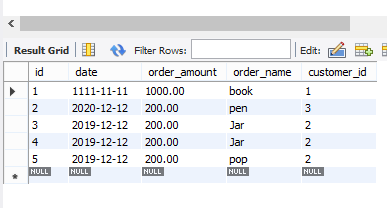 Result Grid Filter Rows: Edit:
id date order_amount order_name customer_id
1 1111-11-11 1000.00 book 1
2 2020-12-12 200.00 pen 3
3 2019-12-12 200.00 Jar 2
4 2019-12-12 200.00 Jar 2
5 2019-12-12 200.00 pop 2
NULL NULL NULL NULL NULL